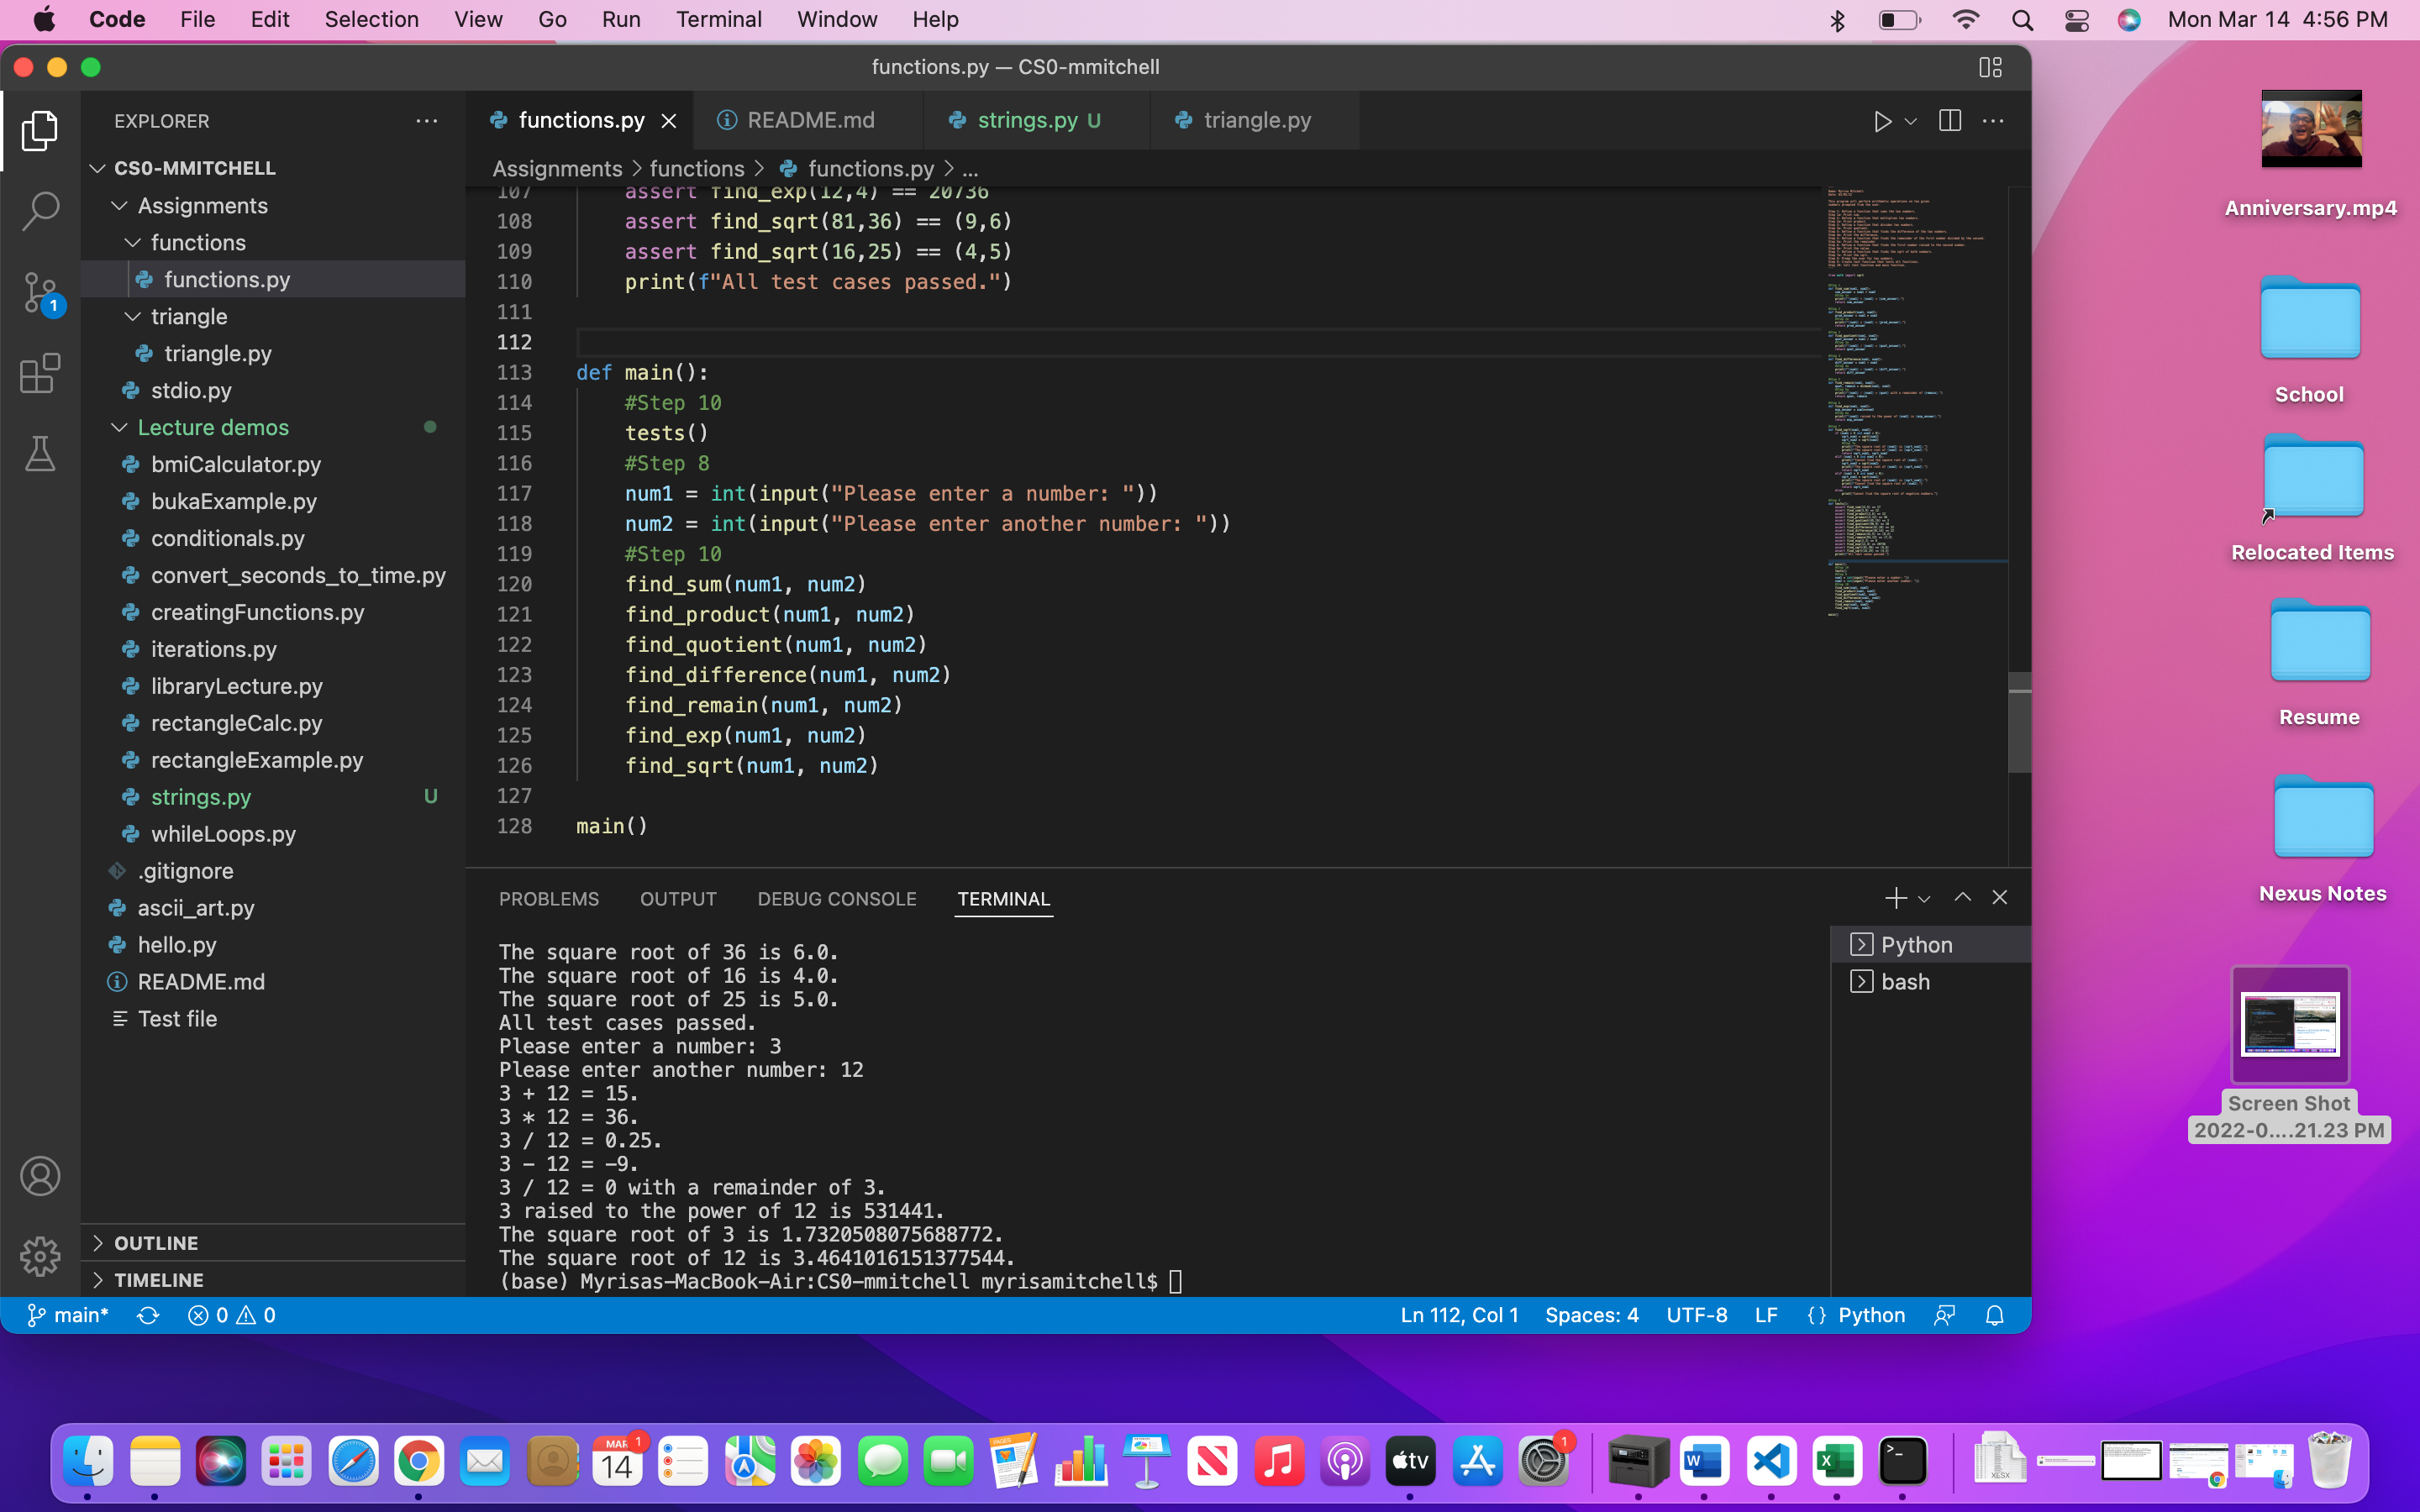 Code File Edit Selection View Go Run Terminal Window Help Mon Mar 14 4:56 PM
functions.py — CS0-mmitchell
EXPLORER
CS0-MMITCHELL
Assignments
functions
functions.py
triangle
triangle.py
stdio.py
Lecture demos
bmiCalculator.py
bukaExample.py
conditionals.py
convert_seconds_to_time.py
creatingFunctions.py
iterations.py
libraryLecture.py
rectangleCalc.py
rectangleExample.py
strings.py U
whileLoops.py
.gitignore
ascii_art.py
hello.py
README.md
Test file
OUTLINE
TIMELINE
1
functions.py README.md strings.py U triangle.py
Assignments > functions > functions.py > ...
107 assert find_exp(12,4) == 20736
108 assert find_sqrt(81,36) == (9,6)
109 assert find_sqrt(16,25) == (4,5)
110 print(f"All test cases passed.")
111
112
113 def main():
114 #Step 10
115 tests()
116 #Step 8
117 num1 = int(input("Please enter a number: "))
118 num2 = int(input("Please enter another number: "))
119 #Step 10
120 find_sum(num1, num2)
121 find_product(num1, num2)
122 find_quotient(num1, num2)
123 find_difference(num1, num2)
124 find_remain(num1, num2)
125 find_exp(num1, num2)
126 find_sqrt(num1, num2)
127
128 main()
PROBLEMS OUTPUT DEBUG CONSOLE TERMINAL
The square root of 36 is 6.0.
The square root of 16 is 4.0.
The square root of 25 is 5.0.
All test cases passed.
Please enter a number: 3
Please enter another number: 12
3 + 12 = 15.
3 * 12 = 36.
3 / 12 = 0.25.
3 - 12 = -9.
3 / 12 = 0 with a remainder of 3.
3 raised to the power of 12 is 531441.
The square root of 3 is 1.7320508075688772.
The square root of 12 is 3.4641016151377544.
(base) Myrisas-MacBook-Air:CS0-mmitchell myrisamitchell$
Python
bash
main* 0 0 Ln 112, Col 1 Spaces: 4 UTF-8 LF {} Python
Anniversary.mp4
School
Relocated Items
Resume
Nexus Notes
Screen Shot
2022-0....21.23 PM
MAR 1
14
PAGES
tv
1
W
X
>_
XLSX